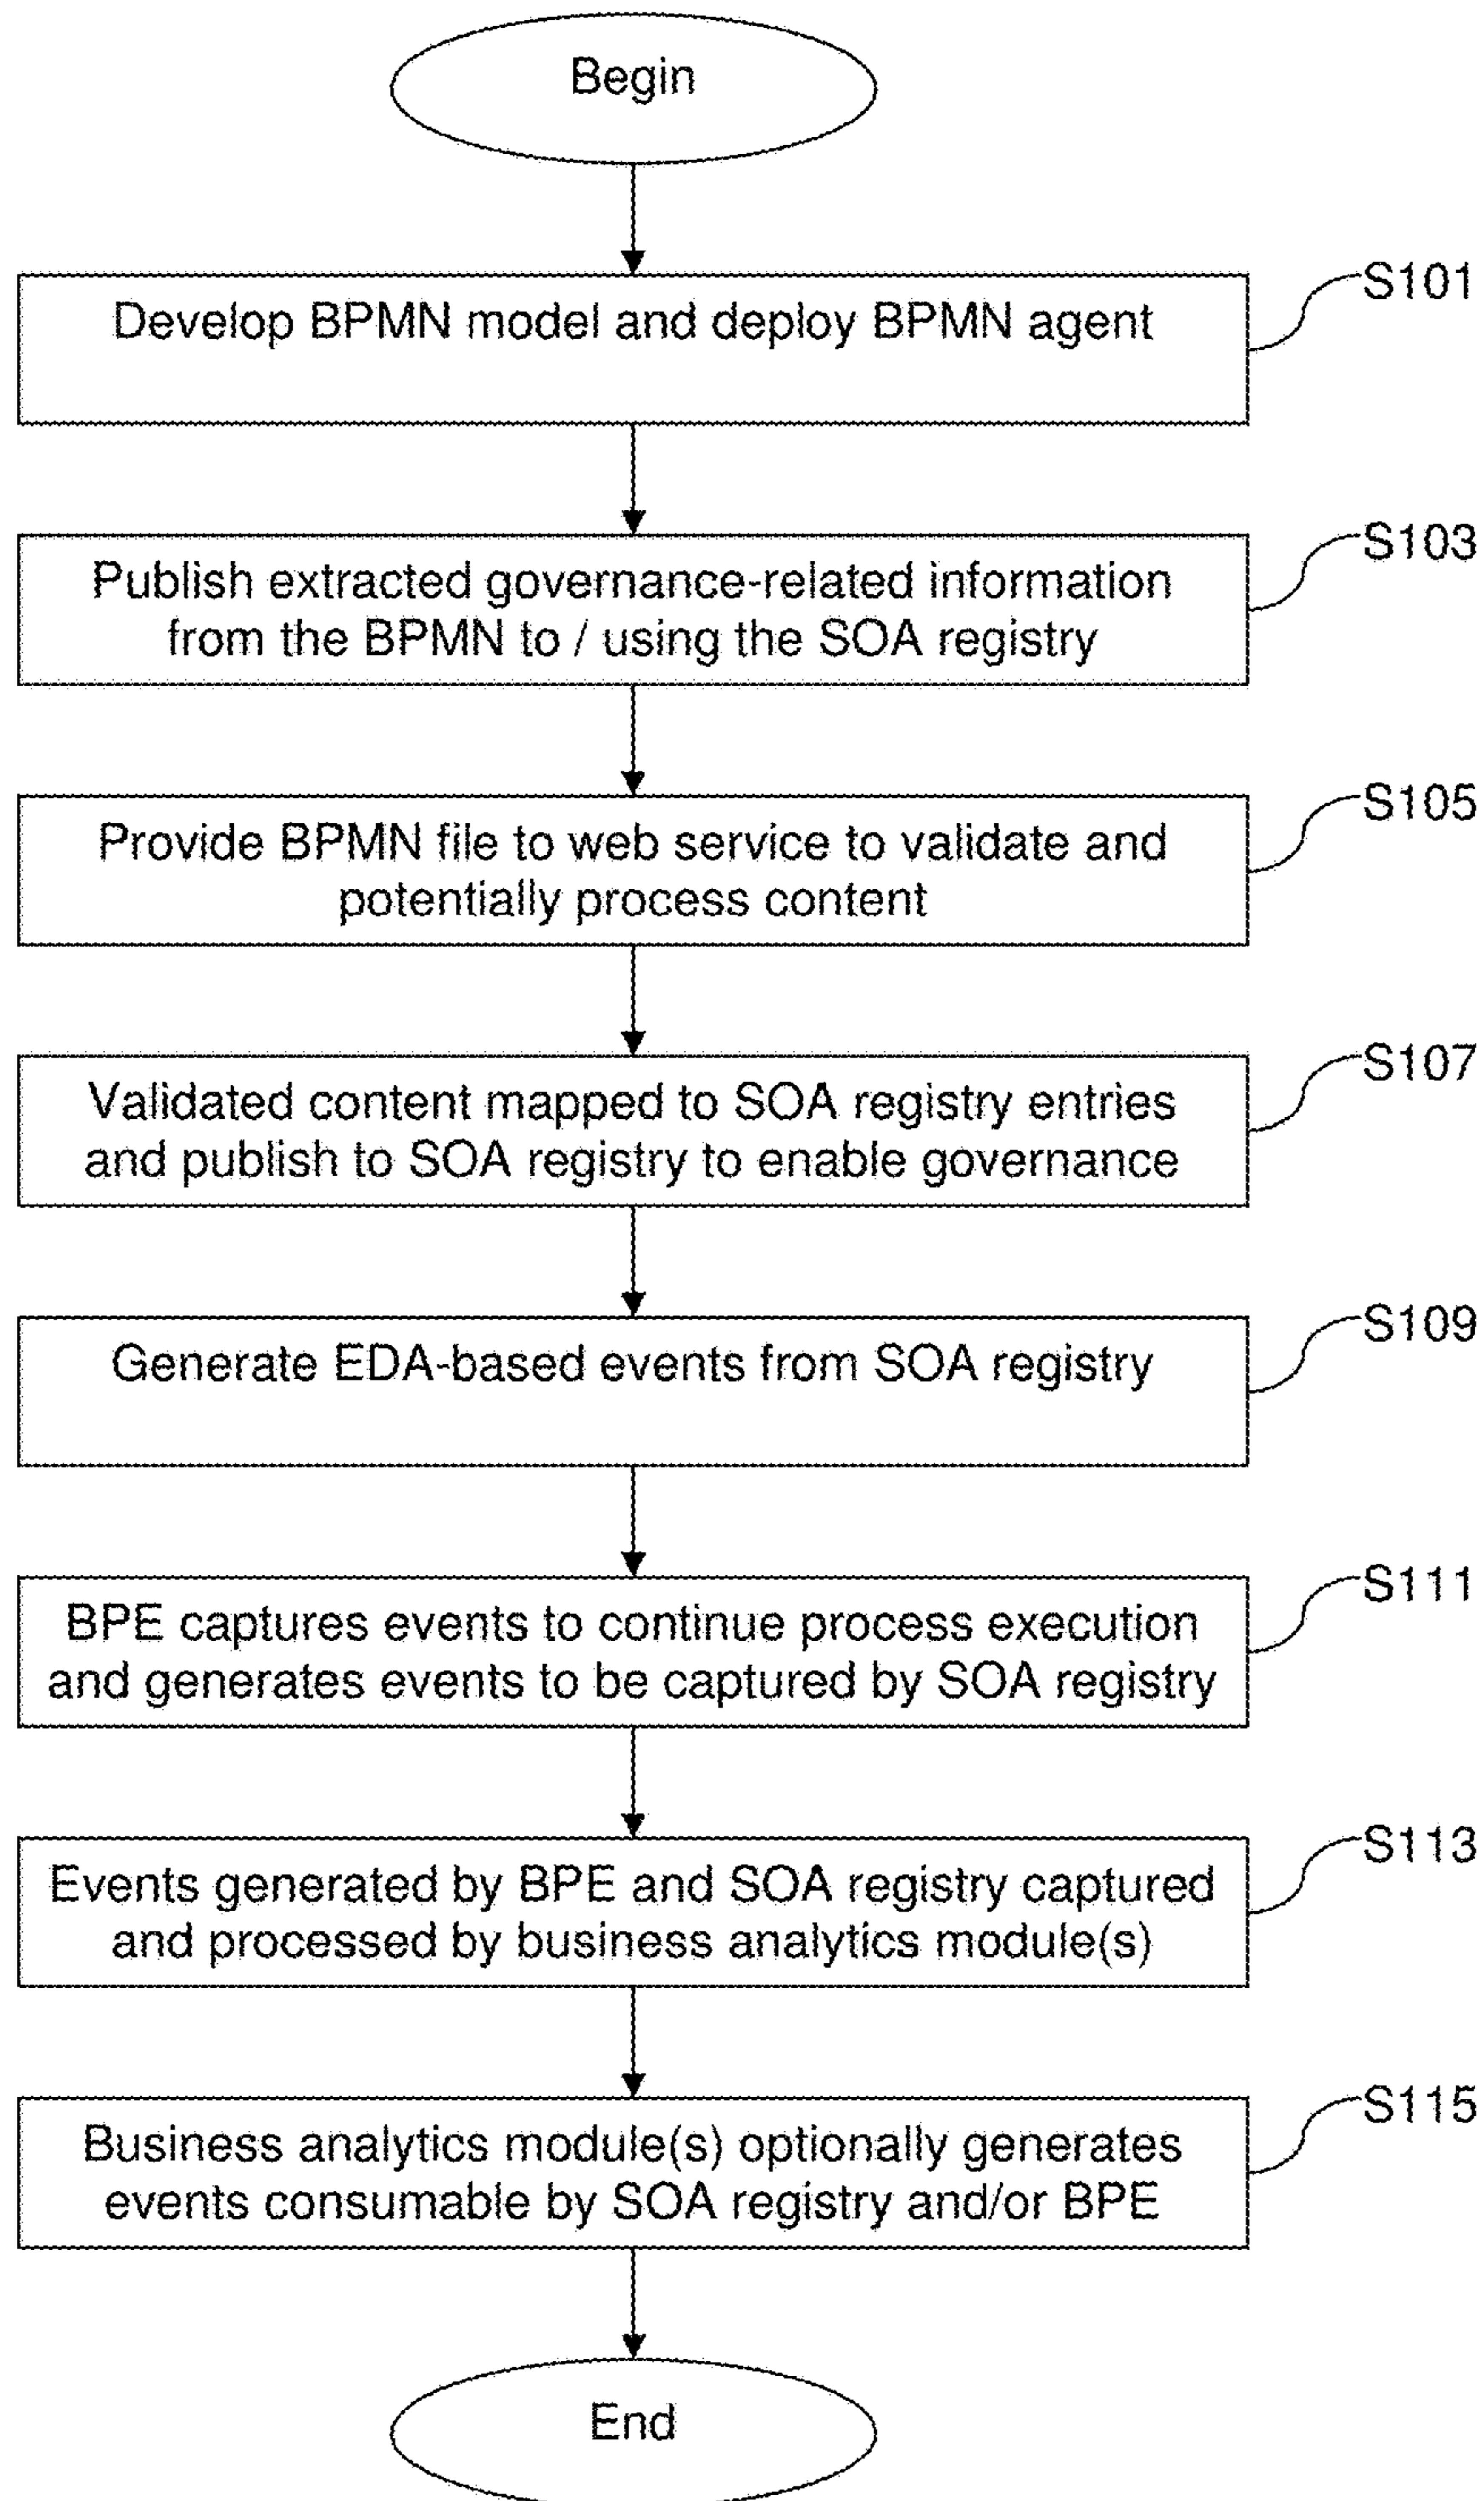 Begin
Develop BPMN model and deploy BPMN agent
S101
Publish extracted governance-related information
from the BPMN to / using the SOA registry
S103
Provide BPMN file to web service to validate and
potentially process content
S105
Validated content mapped to SOA registry entries
and publish to SOA registry to enable governance
S107
Generate EDA-based events from SOA registry
S109
BPE captures events to continue process execution
and generates events to be captured by SOA registry
S111
Events generated by BPE and SOA registry captured
and processed by business analytics module(s)
S113
Business analytics module(s) optionally generates
events consumable by SOA registry and/or BPE
S115
End